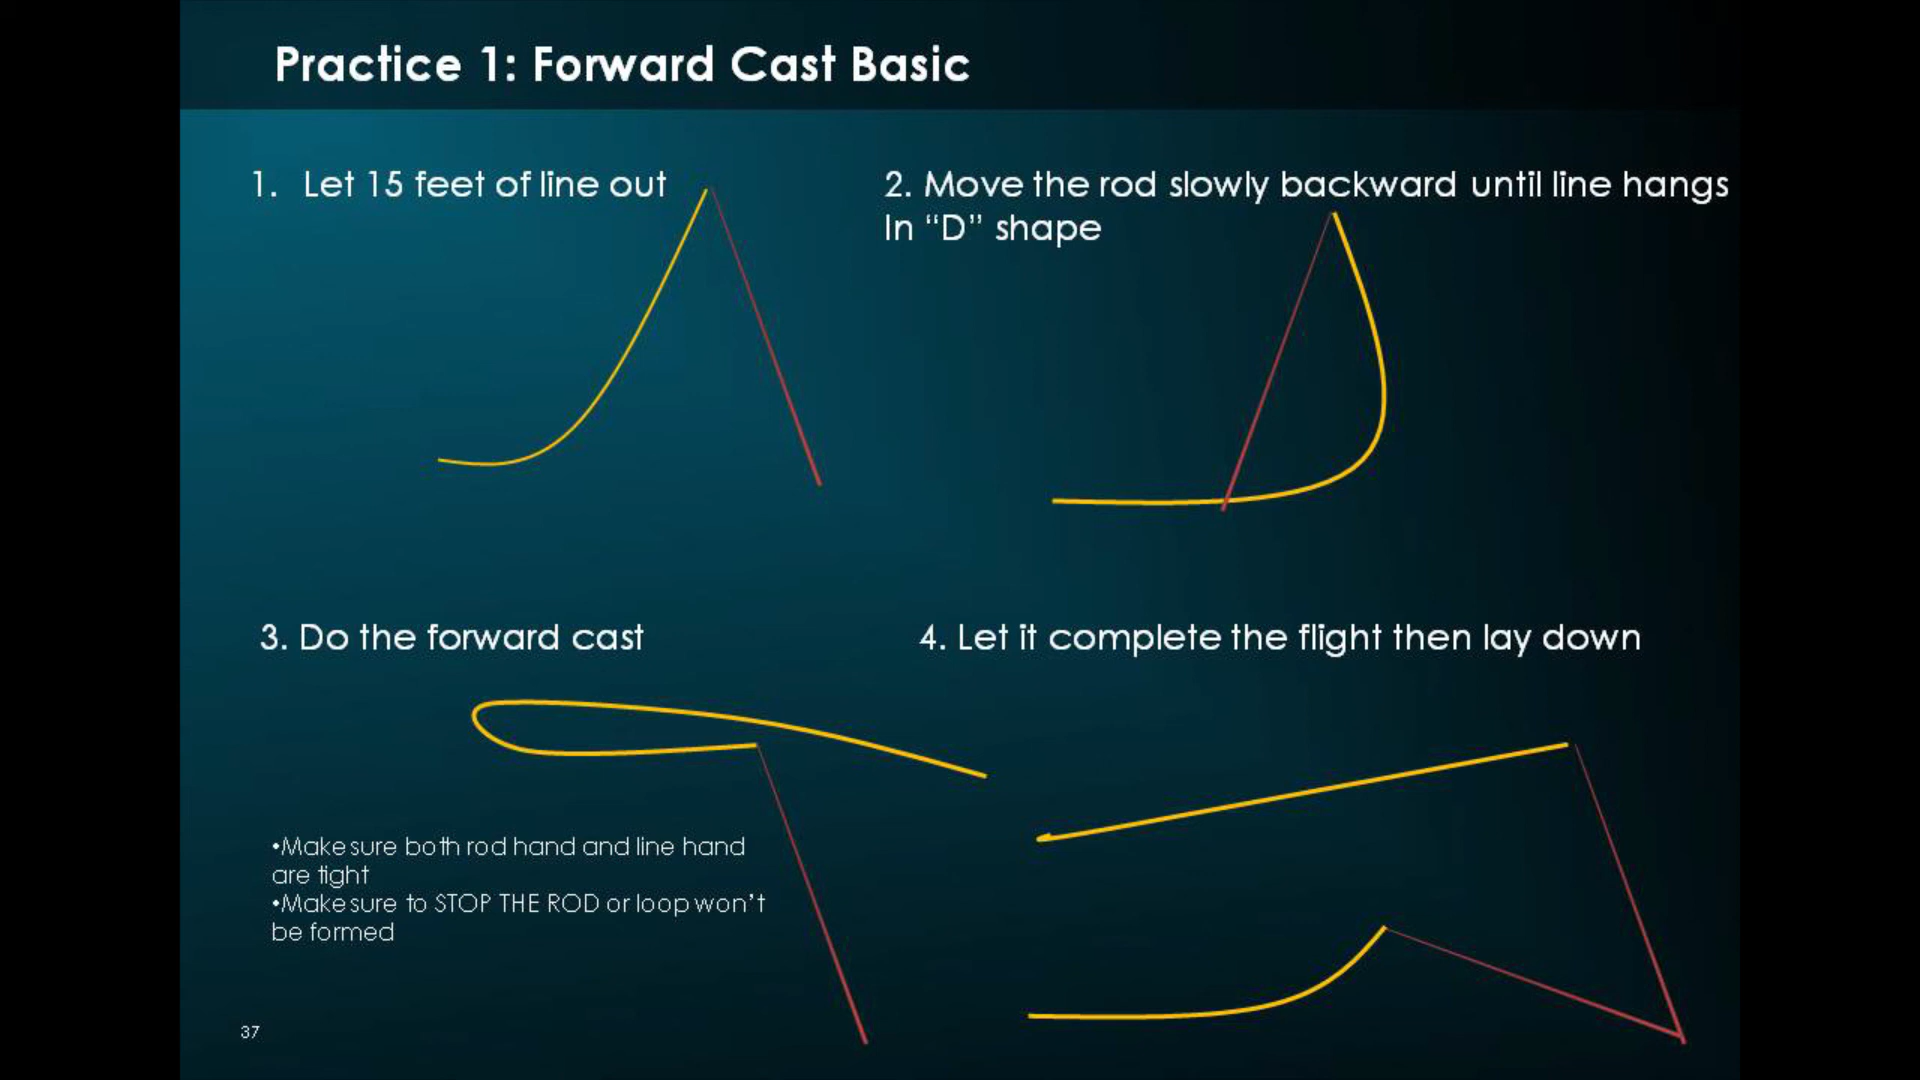 Practice 1: Forward Cast Basic
1. Let 15 feet of line out
2. Move the rod slowly backward until line hangs
In “D” shape
3. Do the forward cast
4. Let it complete the flight then lay down
•Make sure both rod hand and line hand
are tight
•Make sure to STOP THE ROD or loop won’t
be formed
37